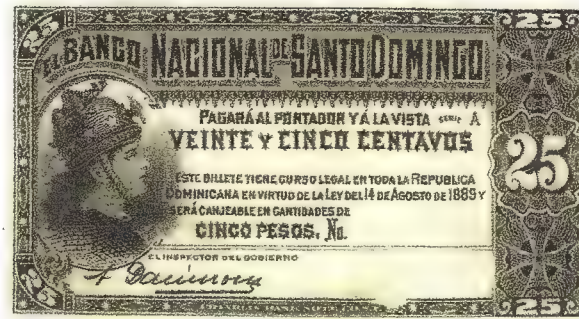 25 25
EL BANCO NACIONAL DE SANTO DOMINGO
PAGARÁ AL PORTADOR Y Á LA VISTA SERIE A
VEINTE Y CINCO CENTAVOS
25
ESTE BILLETE TIENE CURSO LEGAL EN TODA LA REPUBLICA
DOMINICANA EN VIRTUD DE LA LEY DEL 14 DE AGOSTO DE 1889 Y
SERÁ CANJEABLE EN CANTIDADES DE
CINCO PESOS. No.
EL INSPECTOR DEL GOBIERNO
25 25